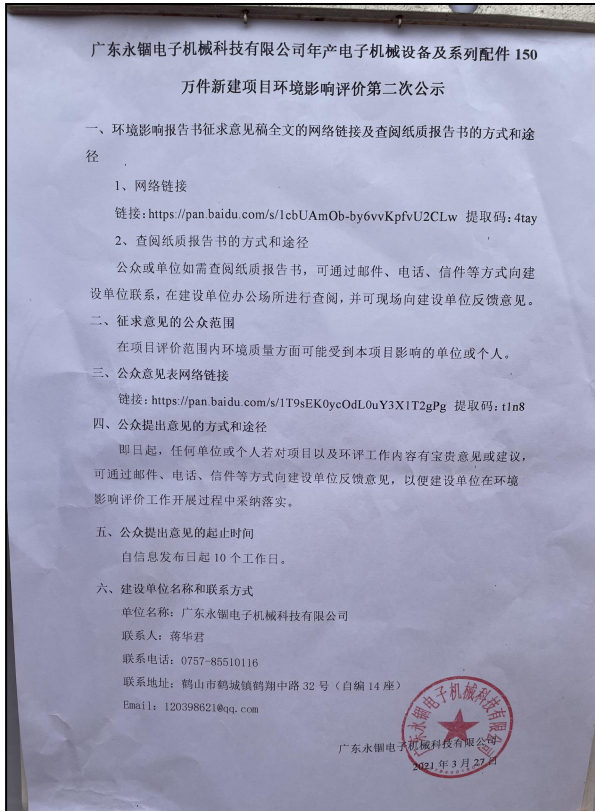 广东永锢电子机械科技有限公司年产电子机械设备及系列配件 150
万件新建项目环境影响评价第二次公示
一、环境影响报告书征求意见稿全文的网络链接及查阅纸质报告书的方式和途
径
1、网络链接
链接:https://pan.baidu.com/s/1cbUAmOb-by6vvKpfvU2CLw 提取码:4tay
2、查阅纸质报告书的方式和途径
公众或单位如需查阅纸质报告书，可通过邮件、电话、信件等方式向建
设单位联系，在建设单位办公场所进行查阅，并可现场向建设单位反馈意见。
二、征求意见的公众范围
在项目评价范围内环境质量方面可能受到本项目影响的单位或个人。
三、公众意见表网络链接
链接:https://pan.baidu.com/s/1T9sEK0ycOdL0uY3X1T2gPg 提取码:t1n8
四、公众提出意见的方式和途径
即日起，任何单位或个人若对项目以及环评工作内容有宝贵意见或建议，
可通过邮件、电话、信件等方式向建设单位反馈意见，以便建设单位在环境
影响评价工作开展过程中采纳落实。
五、公众提出意见的起止时间
自信息发布日起 10 个工作日。
六、建设单位名称和联系方式
单位名称：广东永锢电子机械科技有限公司
联系人：蒋华君
联系电话：0757-85510116
联系地址：鹤山市鹤城镇鹤翔中路 32 号（自编 14 座）
Email：120398621@qq.com
广东永锢电子机械科技有限公司
广东永锢电子机械科技有限公司
2021 年 3 月 27 日